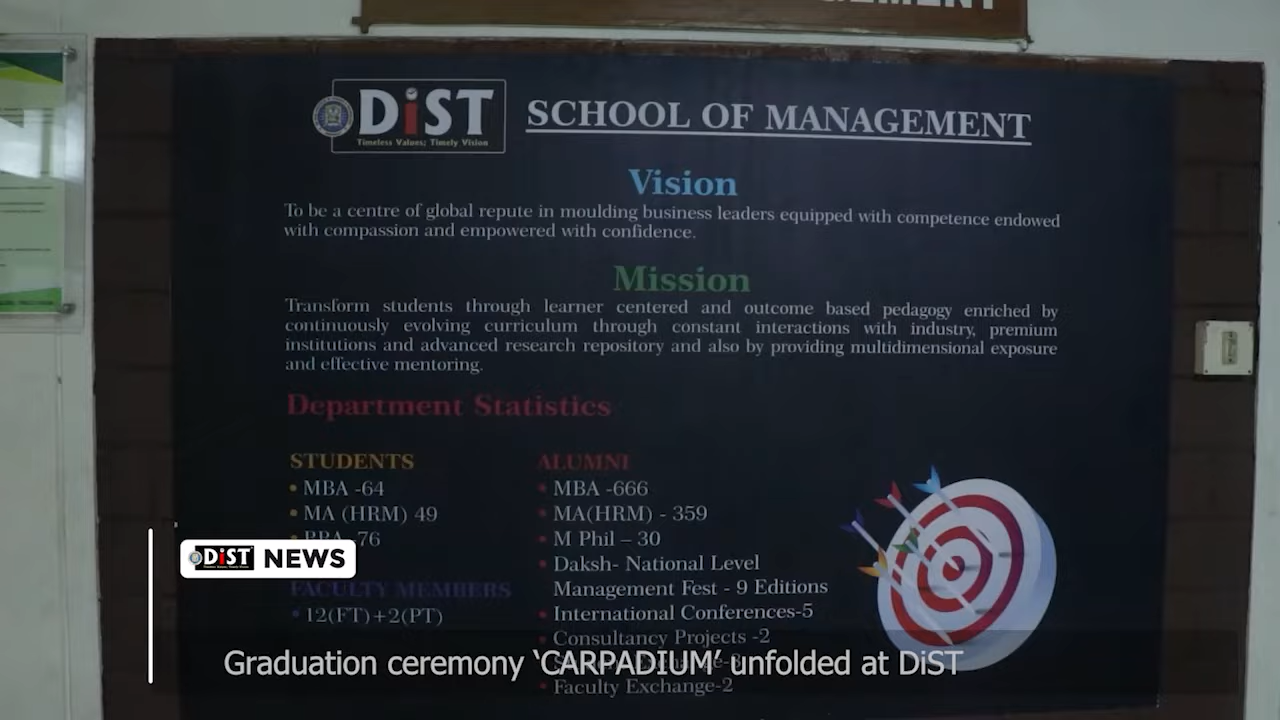 DiST
Timeless Values; Timely Vision
SCHOOL OF MANAGEMENT
Vision
To be a centre of global repute in moulding business leaders equipped with competence endowed
with compassion and empowered with confidence.
Mission
Transform students through learner centered and outcome based pedagogy enriched by
continuously evolving curriculum through constant interactions with industry, premium
institutions and advanced research repository and also by providing multidimensional exposure
and effective mentoring.
Department Statistics
STUDENTS
• MBA -64
• MA (HRM) 49
76
FACULTY MEMBERS
• 12(FT)+2(PT)
ALUMNI
• MBA -666
• MA(HRM) - 359
• M Phil – 30
• Daksh- National Level
Management Fest - 9 Editions
• International Conferences-5
• Consultancy Projects -2
• Faculty Exchange-2
DiST NEWS
Graduation ceremony ‘CARPADIUM’ unfolded at DiST